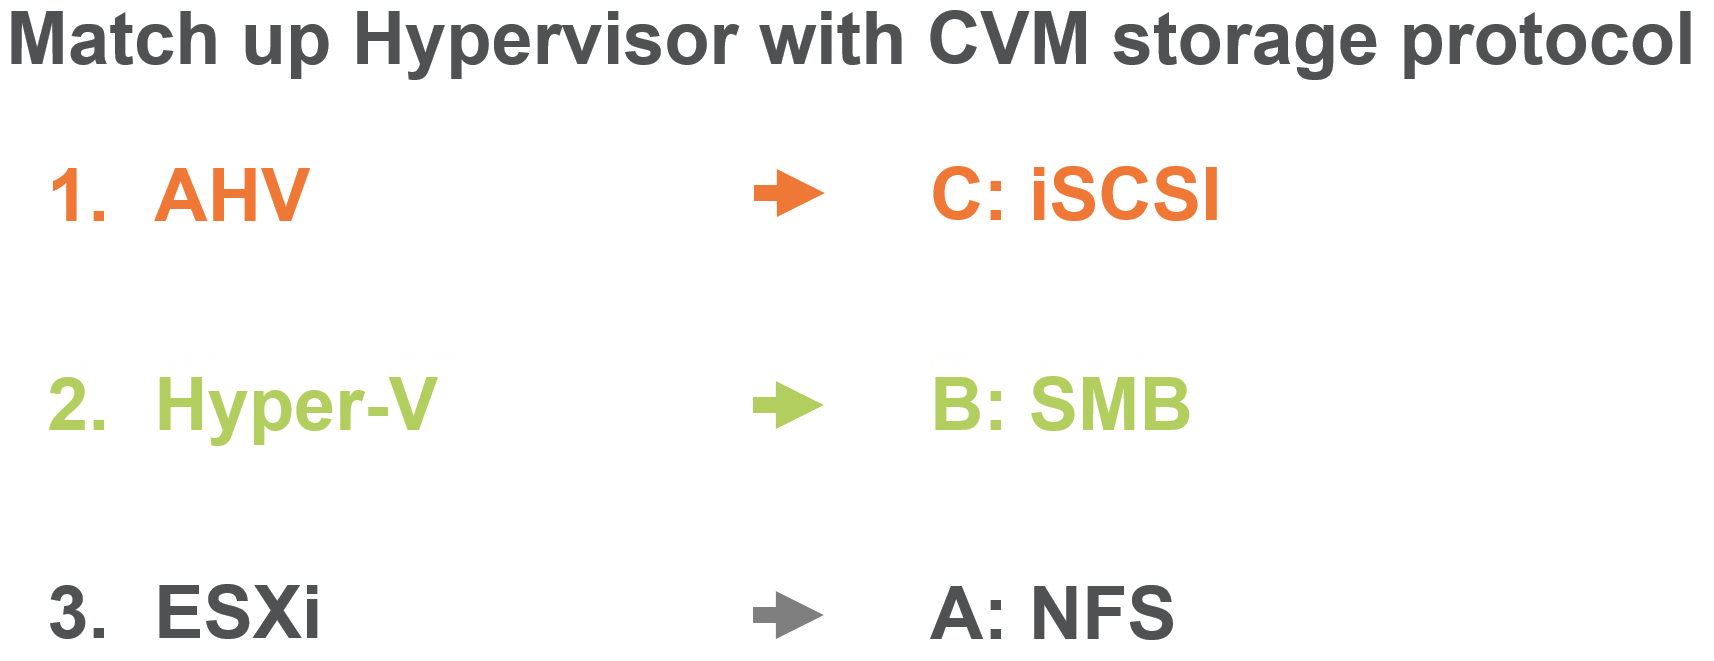 Match up Hypervisor with CVM storage protocol
1. AHV C: iSCSI
2. Hyper-V B: SMB
3. ESXi A: NFS